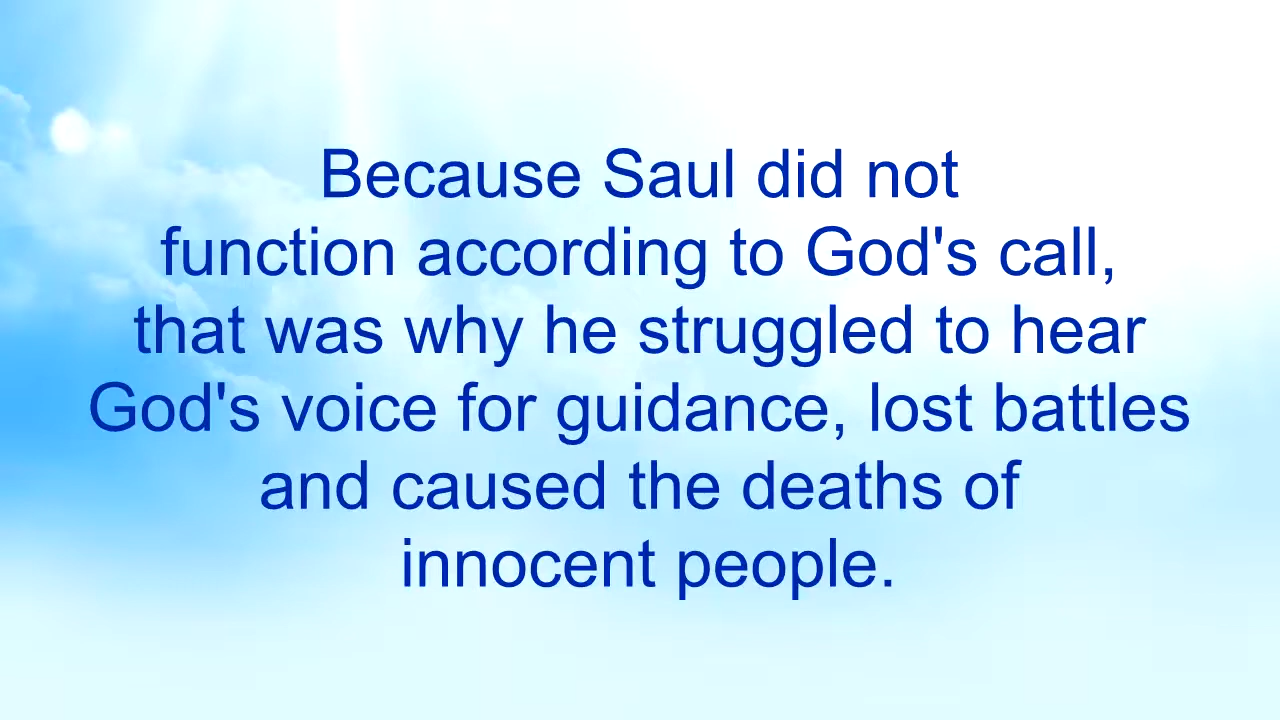 Because Saul did not
function according to God's call,
that was why he struggled to hear
God's voice for guidance, lost battles
and caused the deaths of
innocent people.